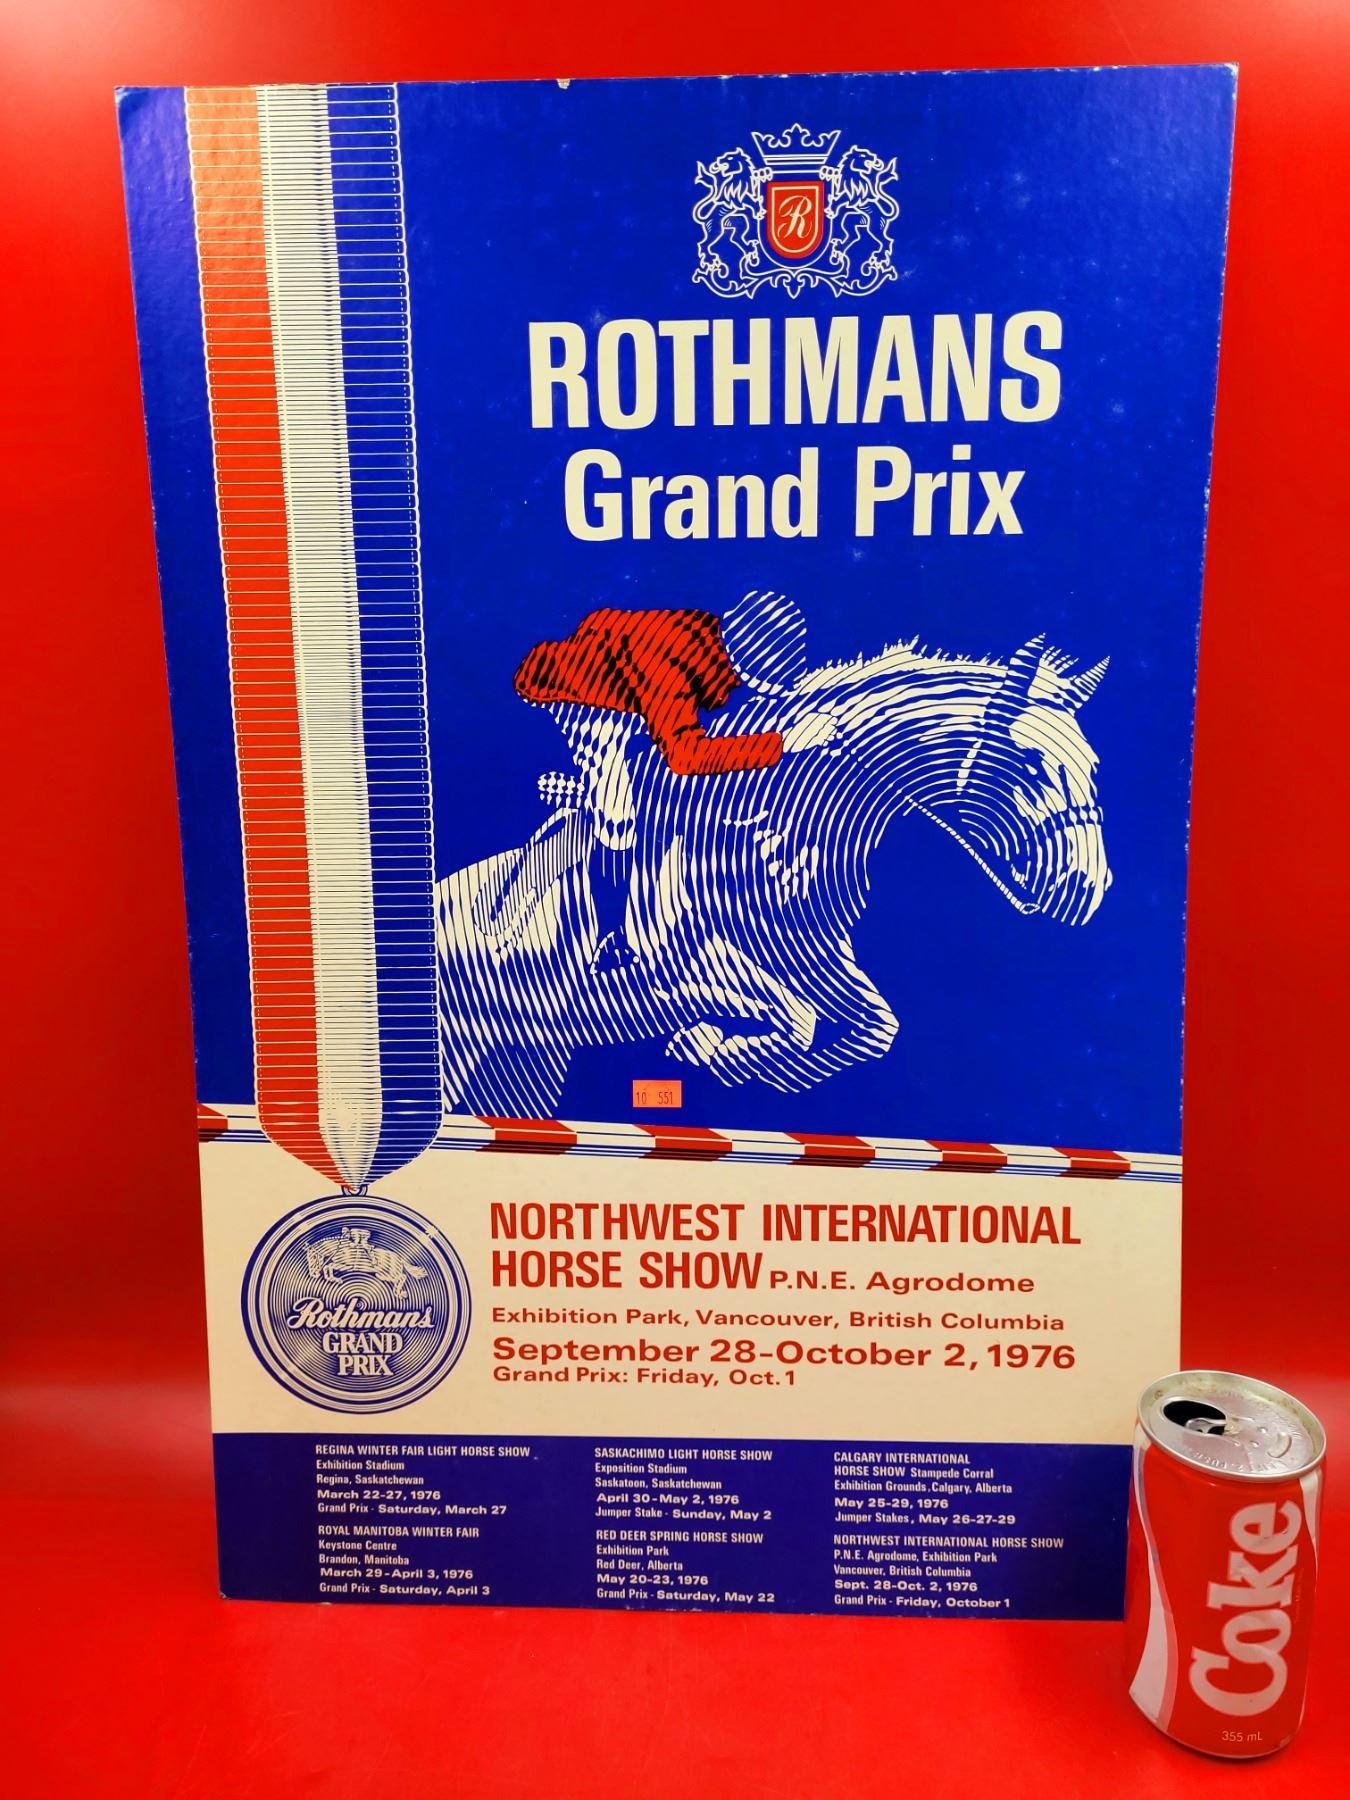 R
ROTHMANS
Grand Prix
10 551
NORTHWEST INTERNATIONAL
HORSE SHOW P.N.E. Agrodome
Exhibition Park, Vancouver, British Columbia
September 28-October 2, 1976
Grand Prix: Friday, Oct. 1
Rothmans
GRAND
PRIX
REGINA WINTER FAIR LIGHT HORSE SHOW
Exhibition Stadium
Regina, Saskatchewan
March 22-27, 1976
Grand Prix - Saturday, March 27
ROYAL MANITOBA WINTER FAIR
Keystone Centre
Brandon, Manitoba
March 29-April 3, 1976
Grand Prix - Saturday, April 3
SASKACHIMO LIGHT HORSE SHOW
Exposition Stadium
Saskatoon, Saskatchewan
April 30-May 2, 1976
Jumper Stake - Sunday, May 2
RED DEER SPRING HORSE SHOW
Exhibition Park
Red Deer, Alberta
May 20-23, 1976
Grand Prix - Saturday, May 22
CALGARY INTERNATIONAL
HORSE SHOW Stampede Corral
Exhibition Grounds, Calgary, Alberta
May 25-29, 1976
Jumper Stakes, May 26-27-29
NORTHWEST INTERNATIONAL HORSE SHOW
P.N.E. Agrodome, Exhibition Park
Vancouver, British Columbia
Sept. 28-Oct. 2, 1976
Grand Prix - Friday, October 1
Coke
355 mL